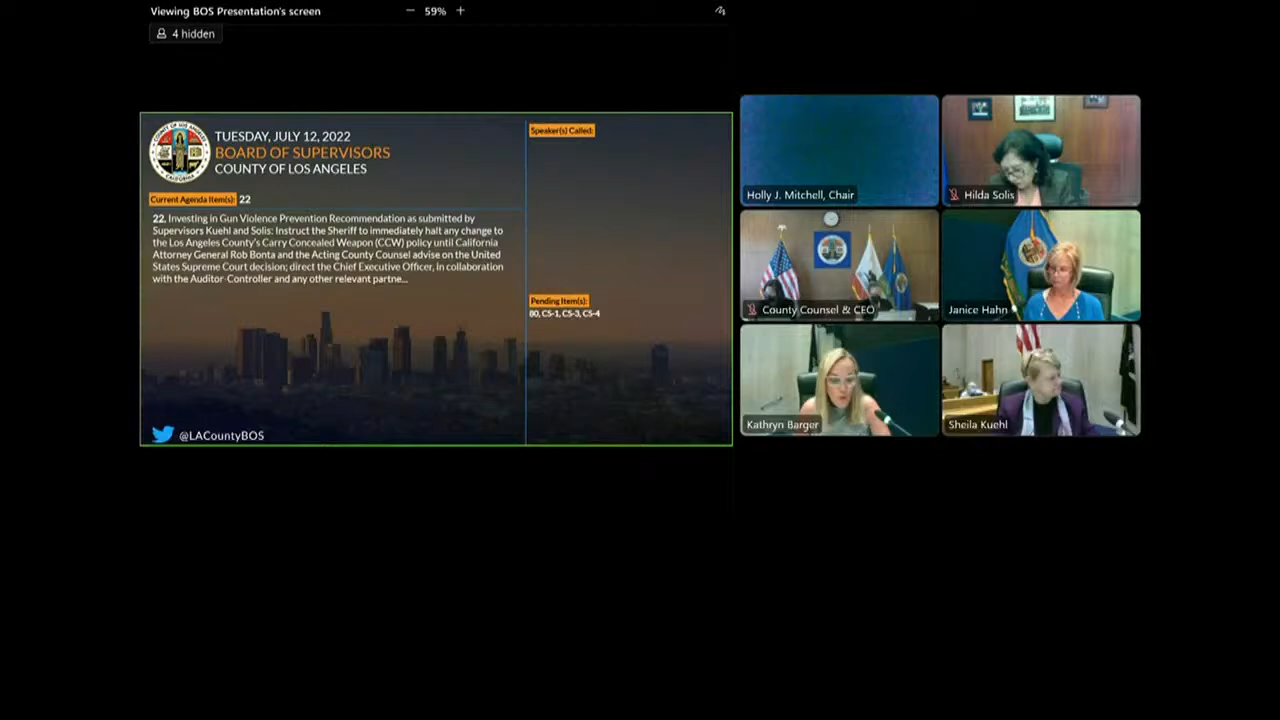 Viewing BOS Presentation's screen
59%
4 hidden
TUESDAY, JULY 12, 2022
BOARD OF SUPERVISORS
COUNTY OF LOS ANGELES
Current Agenda Item(s): 22
22. Investing in Gun Violence Prevention Recommendation as submitted by
Supervisors Kuehl and Solis: Instruct the Sheriff to immediately halt any change to
the Los Angeles County's Carry Concealed Weapon (CCW) policy until California
Attorney General Rob Bonta and the Acting County Counsel advise on the United
States Supreme Court decision; direct the Chief Executive Officer, in collaboration
with the Auditor-Controller and any other relevant partne...
@LACountyBOS
Speaker(s) Called:
Pending Item(s):
80, CS-1, CS-3, CS-4
Holly J. Mitchell, Chair
Hilda Solis
County Counsel & CEO
Janice Hahn
Kathryn Barger
Sheila Kuehl